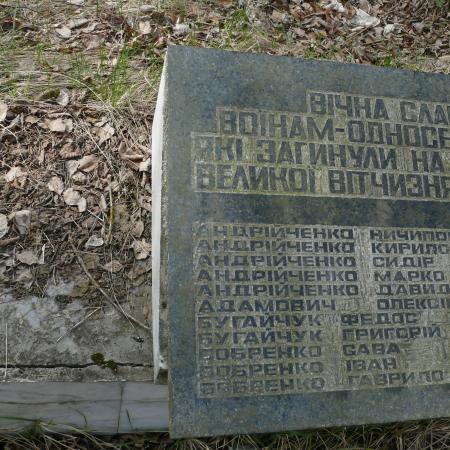 ВІЧНА СЛА
ВОЇНАМ-ОДНОСЕ
ЯКІ ЗАГИНУЛИ НА
ВЕЛИКОЇ ВІТЧИЗНЯ
АНДРІЙЧЕНКО НИЧИПО
АНДРІЙЧЕНКО КИРИЛО
АНДРІЙЧЕНКО СИДІР
АНДРІЙЧЕНКО МАРКО
АНДРІЙЧЕНКО ДАВИД
АДАМОВИЧ ОЛЕКСІ
БУГАЙЧУК ФЕДОС
БУГАЙЧУК ГРИГОРІЙ
БОБРЕНКО САВА
БОБРЕНКО ІВАН
БОБРЕНКО ГАВРИЛО